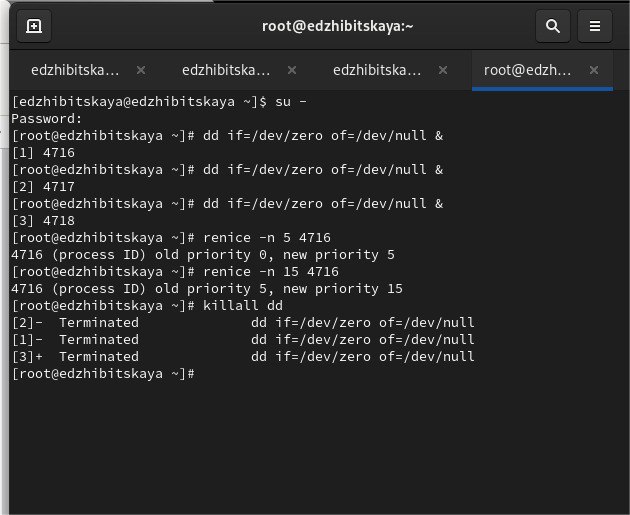 root@edzhibitskaya:~
edzhibitska... × edzhibitska... × edzhibitska... × root@edzh... ×
[edzhibitskaya@edzhibitskaya ~]$ su -
Password:
[root@edzhibitskaya ~]# dd if=/dev/zero of=/dev/null &
[1] 4716
[root@edzhibitskaya ~]# dd if=/dev/zero of=/dev/null &
[2] 4717
[root@edzhibitskaya ~]# dd if=/dev/zero of=/dev/null &
[3] 4718
[root@edzhibitskaya ~]# renice -n 5 4716
4716 (process ID) old priority 0, new priority 5
[root@edzhibitskaya ~]# renice -n 15 4716
4716 (process ID) old priority 5, new priority 15
[root@edzhibitskaya ~]# killall dd
[2]-  Terminated              dd if=/dev/zero of=/dev/null
[1]-  Terminated              dd if=/dev/zero of=/dev/null
[3]+  Terminated              dd if=/dev/zero of=/dev/null
[root@edzhibitskaya ~]#